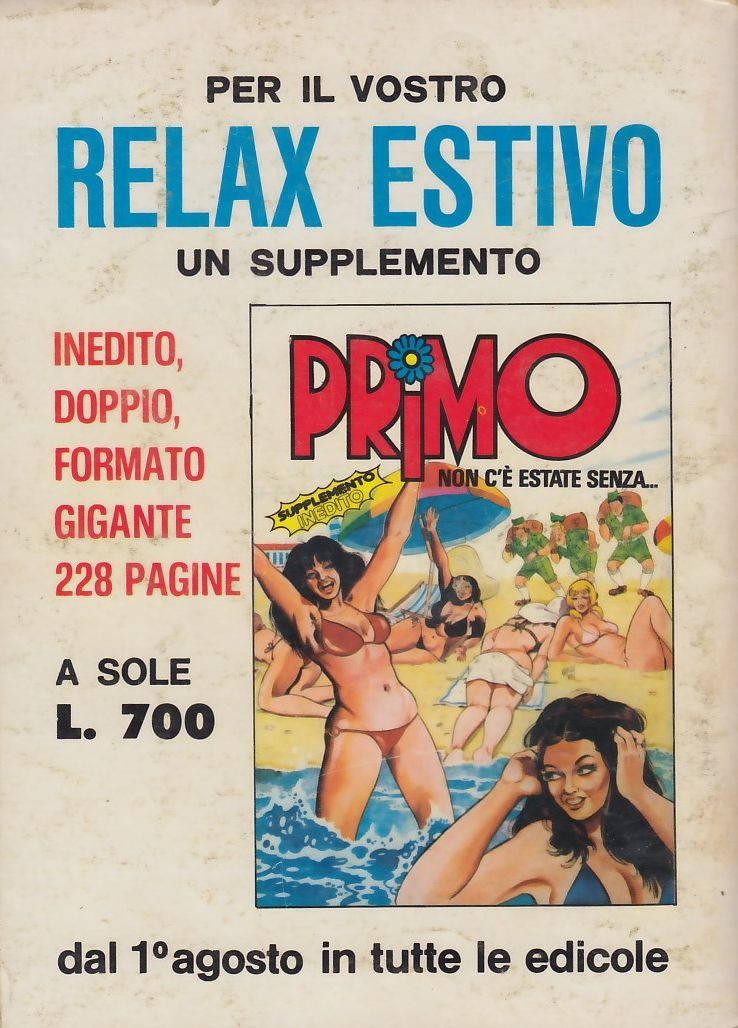 PER IL VOSTRO
RELAX ESTIVO
UN SUPPLEMENTO
INEDITO,
DOPPIO,
FORMATO
GIGANTE
228 PAGINE
A SOLE
L. 700
PRiMO
NON C'È ESTATE SENZA...
SUPPLEMENTO
INEDITO
dal 1º agosto in tutte le edicole